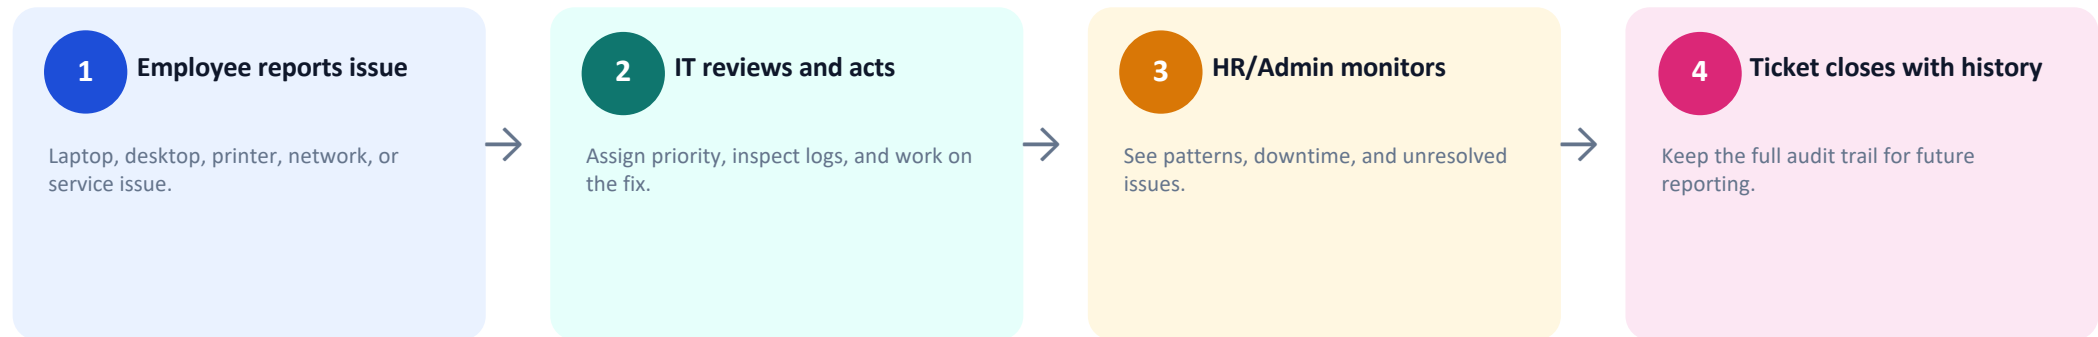 1
Employee reports issue
Laptop, desktop, printer, network, or
service issue.
2
IT reviews and acts
Assign priority, inspect logs, and work on
the fix.
3
HR/Admin monitors
See patterns, downtime, and unresolved
issues.
4
Ticket closes with history
Keep the full audit trail for future
reporting.